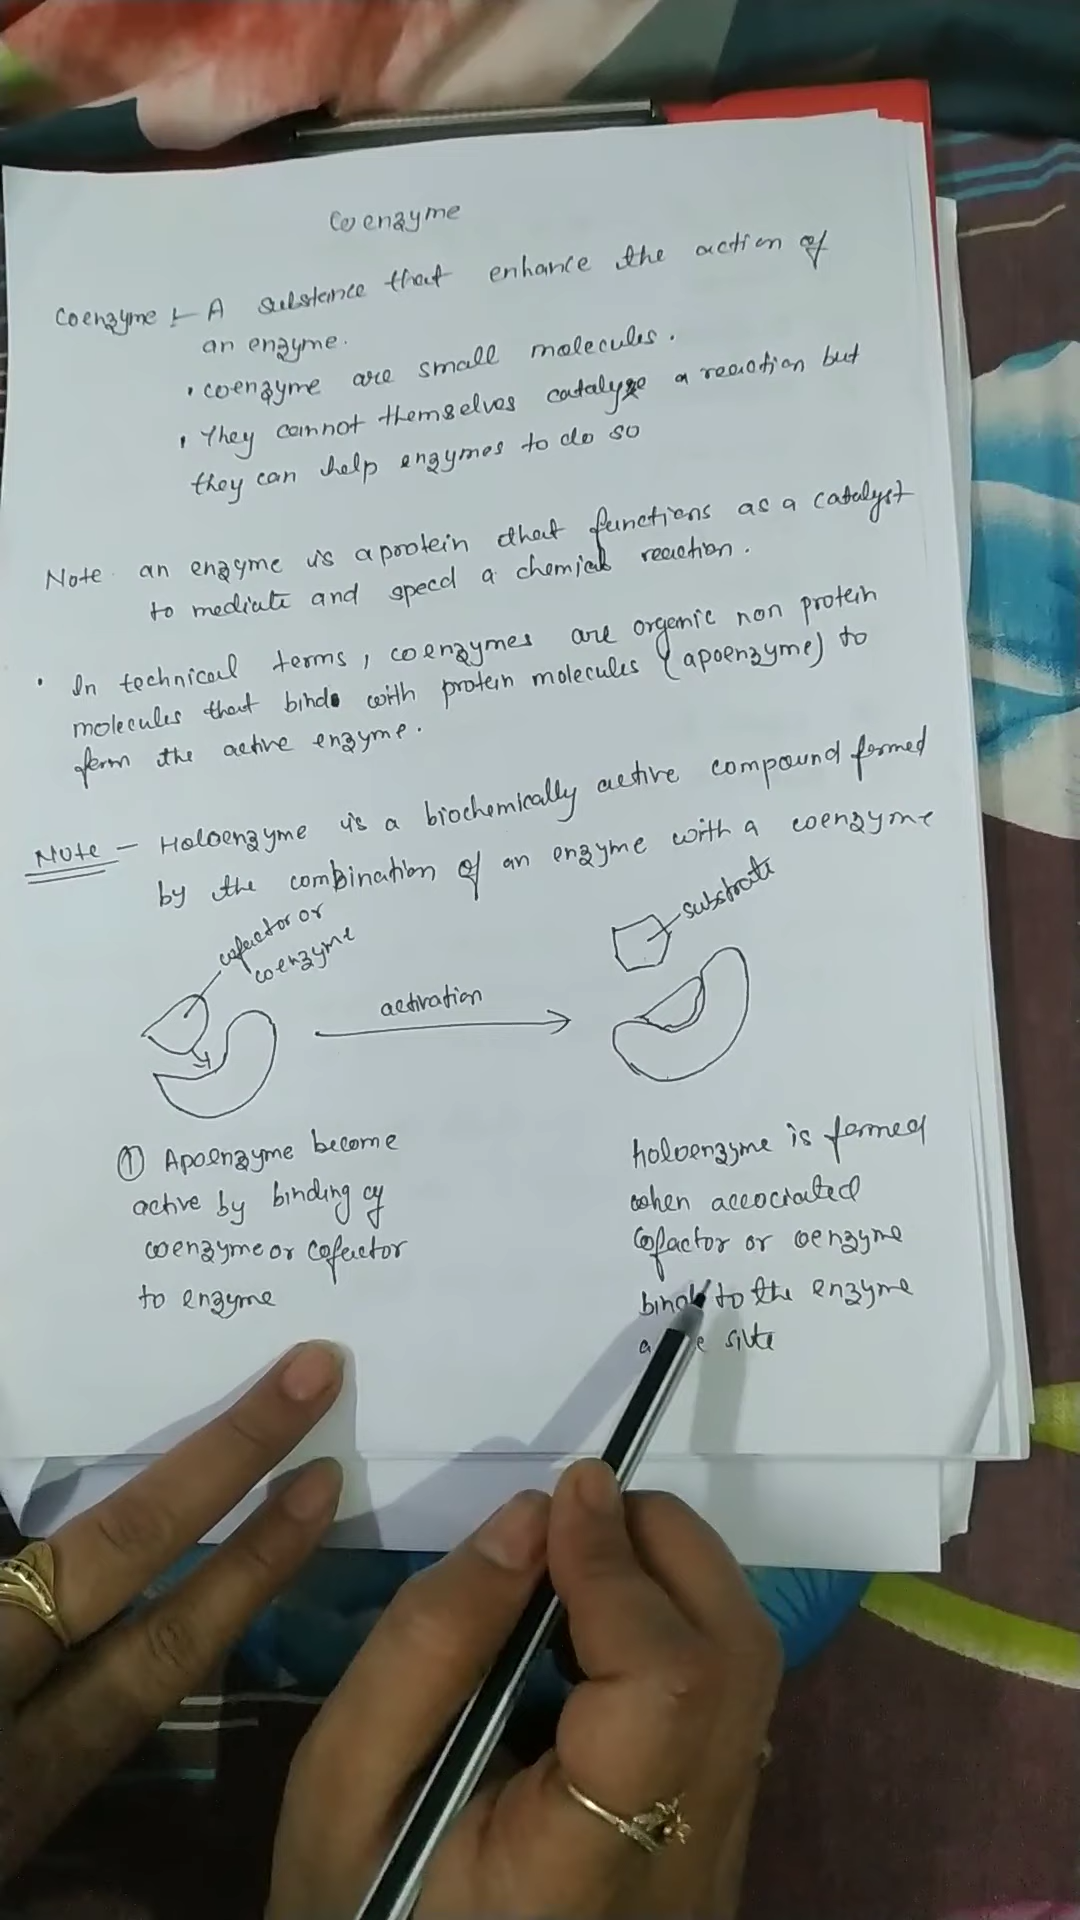 Coenzyme
Coenzyme :- A substance that enhance the action of
an enzyme.
• coenzyme are small molecules.
• They cannot themselves catalyze a reaction but
they can help enzymes to do so
Note. an enzyme is a protein that functions as a catalyst
to mediate and speed a chemical reaction.
• In technical terms, coenzymes are organic non protein
molecules that binds with protein molecules (apoenzyme) to
form the active enzyme.
Note - Holoenzyme is a biochemically active compound formed
by the combination of an enzyme with a coenzyme
cofactor or
coenzyme
substrate
activation
① Apoenzyme become
active by binding of
coenzyme or cofactor
to enzyme
holoenzyme is formed
when accociated
Cofactor or oenzyme
bind to the enzyme
site